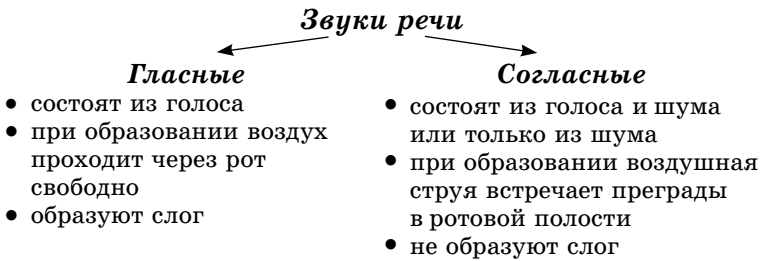 Звуки речи
Гласные
• состоят из голоса
• при образовании воздух
проходит через рот
свободно
• образуют слог
Согласные
• состоят из голоса и шума
или только из шума
• при образовании воздушная
струя встречает преграды
в ротовой полости
• не образуют слог